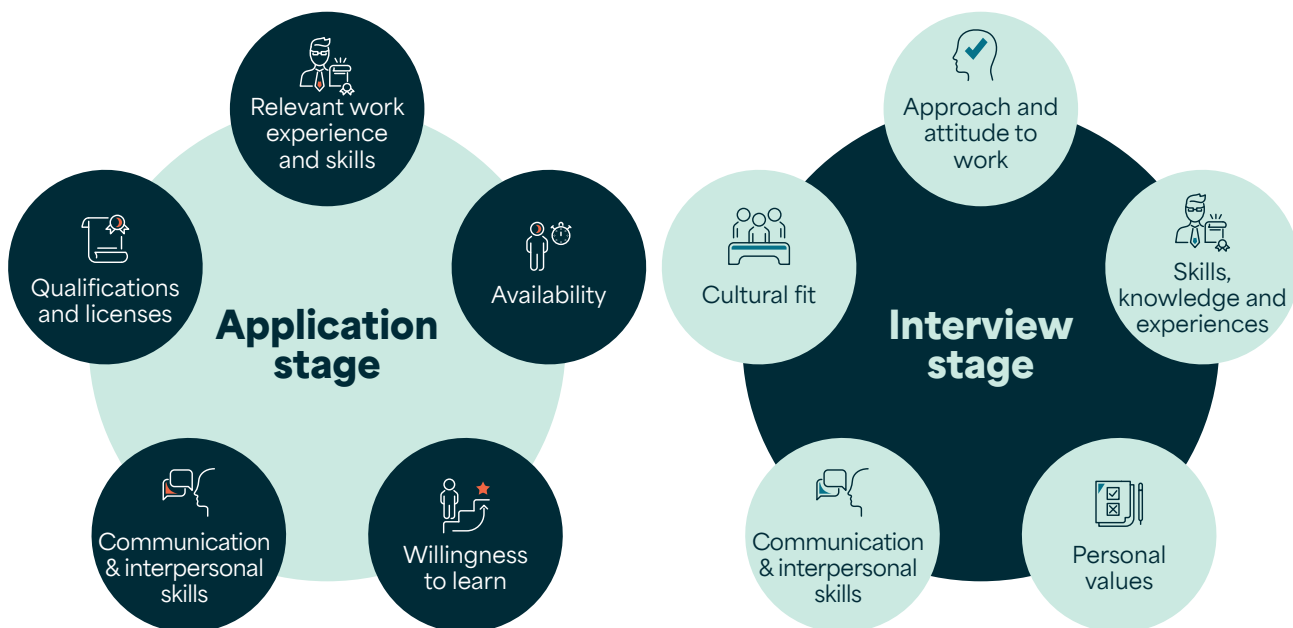 Application
stage
Relevant work
experience
and skills
Availability
Willingness
to learn
Communication
& interpersonal
skills
Qualifications
and licenses
Interview
stage
Approach and
attitude to
work
Skills,
knowledge and
experiences
Personal
values
Communication
& interpersonal
skills
Cultural fit